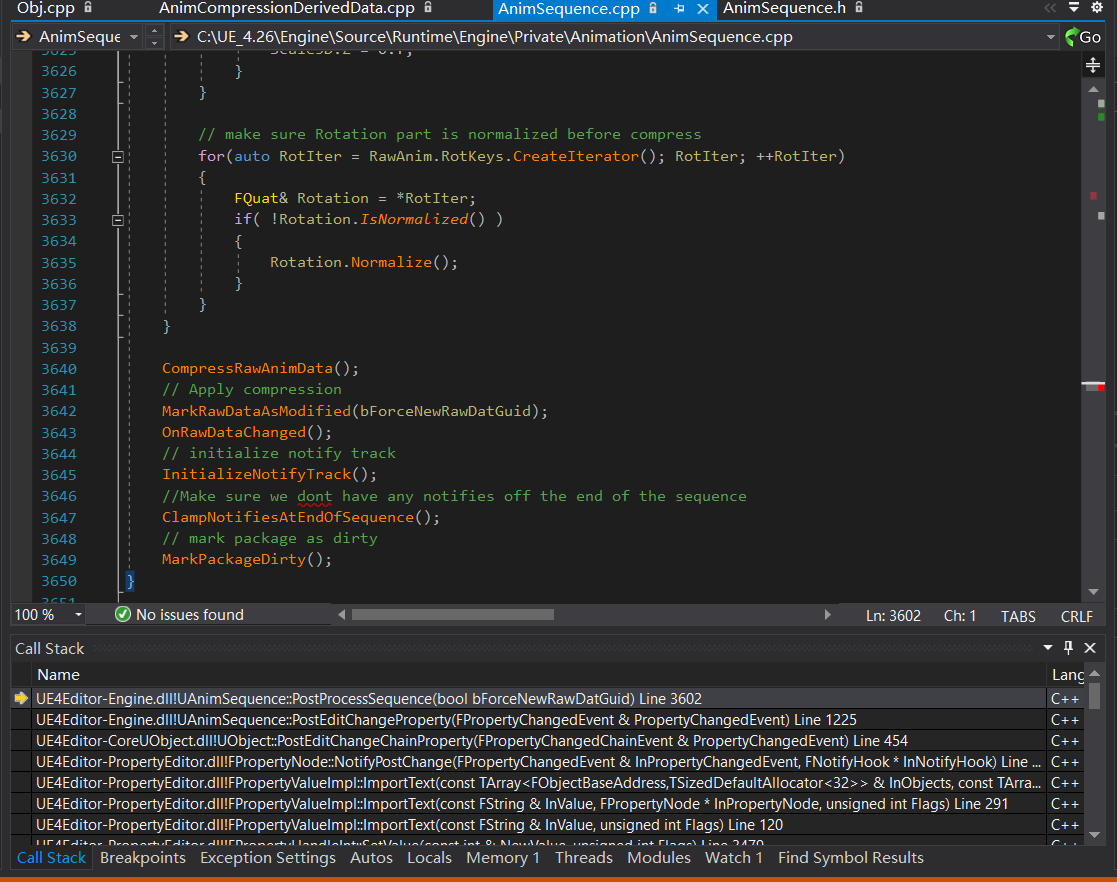 Obj.cpp AnimCompressionDerivedData.cpp AnimSequence.cpp AnimSequence.h
AnimSeque C:\UE_4.26\Engine\Source\Runtime\Engine\Private\Animation\AnimSequence.cpp Go
3626 }
3627 }
3628
3629 // make sure Rotation part is normalized before compress
3630 for(auto RotIter = RawAnim.RotKeys.CreateIterator(); RotIter; ++RotIter)
3631 {
3632 FQuat& Rotation = *RotIter;
3633 if( !Rotation.IsNormalized() )
3634 {
3635 Rotation.Normalize();
3636 }
3637 }
3638 }
3639
3640 CompressRawAnimData();
3641 // Apply compression
3642 MarkRawDataAsModified(bForceNewRawDatGuid);
3643 OnRawDataChanged();
3644 // initialize notify track
3645 InitializeNotifyTrack();
3646 //Make sure we dont have any notifies off the end of the sequence
3647 ClampNotifiesAtEndOfSequence();
3648 // mark package as dirty
3649 MarkPackageDirty();
3650 }
3651
100 % No issues found Ln: 3602 Ch: 1 TABS CRLF
Call Stack
Name Lang
UE4Editor-Engine.dll!UAnimSequence::PostProcessSequence(bool bForceNewRawDatGuid) Line 3602 C++
UE4Editor-Engine.dll!UAnimSequence::PostEditChangeProperty(FPropertyChangedEvent & PropertyChangedEvent) Line 1225 C++
UE4Editor-CoreUObject.dll!UObject::PostEditChangeChainProperty(FPropertyChangedChainEvent & PropertyChangedEvent) Line 454 C++
UE4Editor-PropertyEditor.dll!FPropertyNode::NotifyPostChange(FPropertyChangedEvent & InPropertyChangedEvent, FNotifyHook * InNotifyHook) Line ... C++
UE4Editor-PropertyEditor.dll!FPropertyValueImpl::ImportText(const TArray<FObjectBaseAddress,TSizedDefaultAllocator<32>> & InObjects, const TArra... C++
UE4Editor-PropertyEditor.dll!FPropertyValueImpl::ImportText(const FString & InValue, FPropertyNode * InPropertyNode, unsigned int Flags) Line 291 C++
UE4Editor-PropertyEditor.dll!FPropertyValueImpl::ImportText(const FString & InValue, unsigned int Flags) Line 120 C++
Call Stack Breakpoints Exception Settings Autos Locals Memory 1 Threads Modules Watch 1 Find Symbol Results